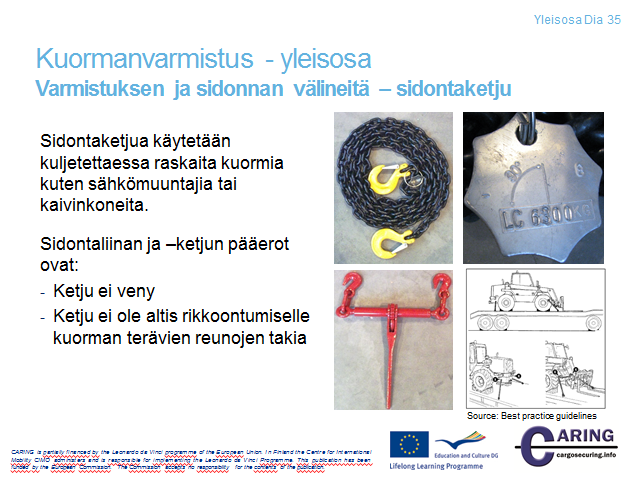 Yleisosa Dia 35
Kuormanvarmistus - yleisosa
Varmistuksen ja sidonnan välineitä – sidontaketju
Sidontaketjua käytetään
kuljetettaessa raskaita kuormia
kuten sähkömuuntajia tai
kaivinkoneita.
Sidontaliinan ja –ketjun pääerot
ovat:
- Ketju ei veny
- Ketju ei ole altis rikkoontumiselle
kuorman terävien reunojen takia
8
LC 6300KG
Source: Best practice guidelines
CARING is partially financed by the Leonardo da Vinci programme of the European Union. In Finland the Centre for International
Mobility CIMO administers and is responsible for implementing the Leonardo da Vinci Programme. This publication has been
funded by the European Commission. The Commission accepts no responsibility for the contents of the publication.
Education and Culture DG
Lifelong Learning Programme
CARING
cargosecuring.info